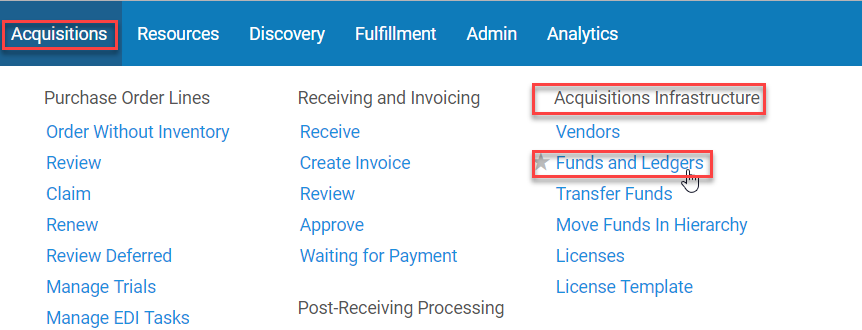 Acquisitions Resources Discovery Fulfillment Admin Analytics
Purchase Order Lines
Order Without Inventory
Review
Claim
Renew
Review Deferred
Manage Trials
Manage EDI Tasks
Receiving and Invoicing
Receive
Create Invoice
Review
Approve
Waiting for Payment
Post-Receiving Processing
Acquisitions Infrastructure
Vendors
Funds and Ledgers
Transfer Funds
Move Funds In Hierarchy
Licenses
License Template